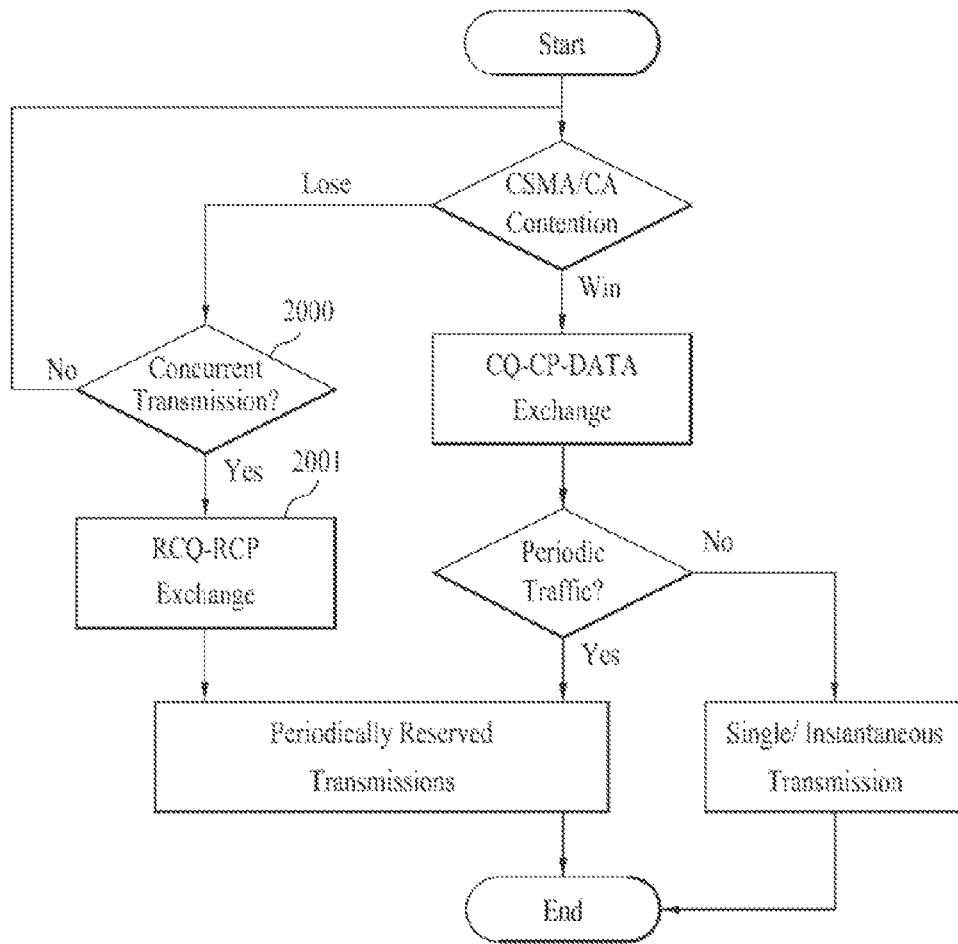 Start
CSMA/CA
Contention
Lose
Win
2000
Concurrent
Transmission?
No
Yes
CQ-CP-DATA
Exchange
2001
RCQ-RCP
Exchange
Periodic
Traffic?
No
Yes
Periodically Reserved
Transmissions
Single/ Instantaneous
Transmission
End